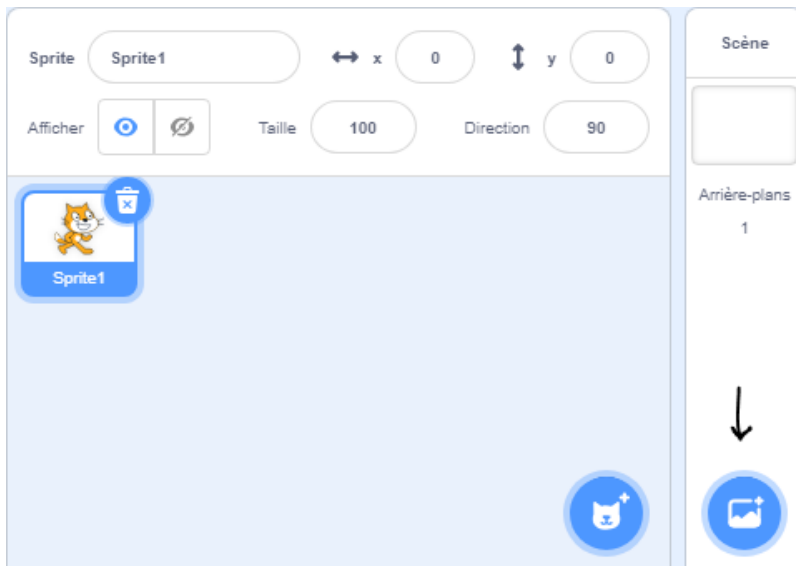 Sprite Sprite1 x 0 y 0
Afficher Taille 100 Direction 90
Sprite1
Scène
Arrière-plans
1